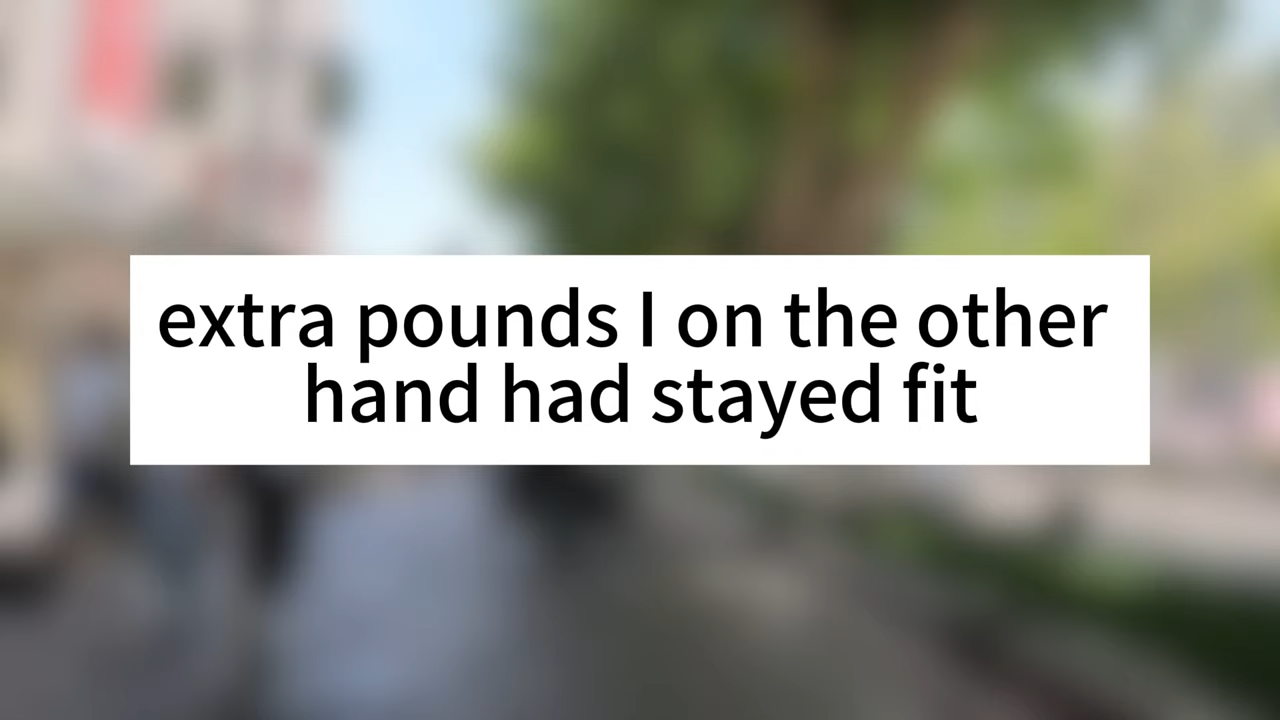 extra pounds I on the other
hand had stayed fit